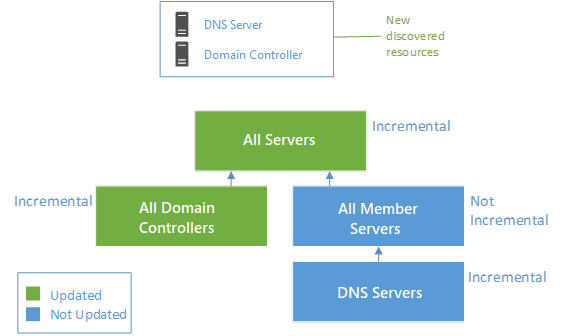 DNS Server
Domain Controller
New
discovered
resources
All Servers
Incremental
Incremental
All Domain
Controllers
All Member
Servers
Not
Incremental
DNS Servers
Incremental
Updated
Not Updated